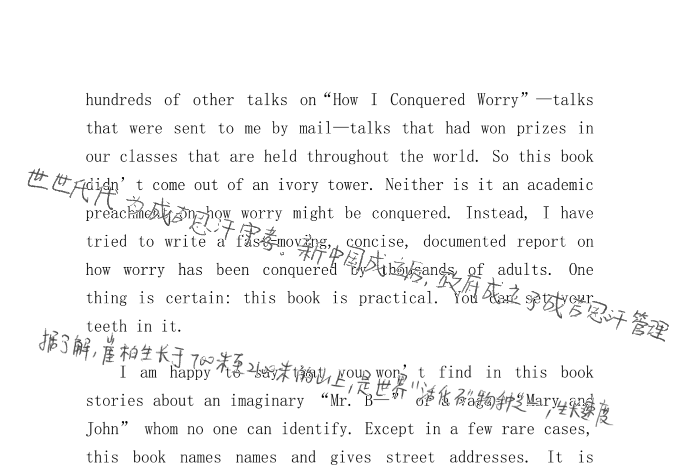 hundreds of other talks on“How I Conquered Worry”—talks
that were sent to me by mail—talks that had won prizes in
our classes that are held throughout the world. So this book
didn’t come out of an ivory tower. Neither is it an academic
preachment on how worry might be conquered. Instead, I have
tried to write a fast-moving, concise, documented report on
how worry has been conquered by thousands of adults. One
thing is certain: this book is practical. You can set your
teeth in it.
世世代代为成吉思汗守孝。新中国成立后,政府成立了成吉思汗管理
I am happy to say that you won’t find in this book
stories about an imaginary “Mr. B—” or a vague “Mary and
John” whom no one can identify. Except in a few rare cases,
this book names names and gives street addresses. It is
据了解,崖柏生长于700米至2100米的山上,是世界“活化石”物种之一,生长速度